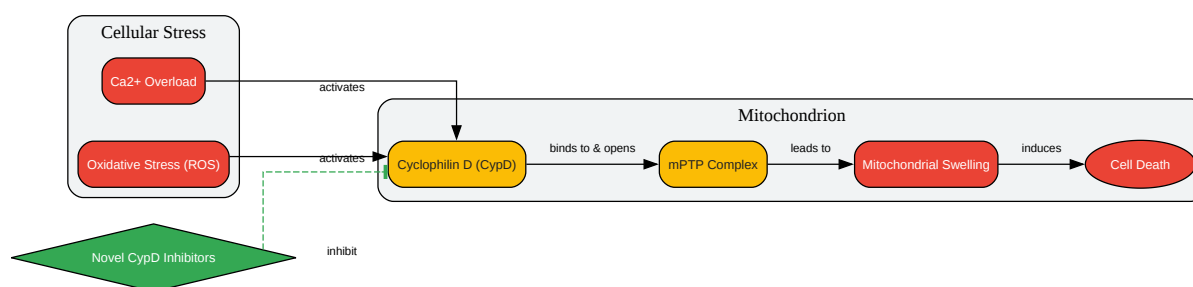 Cellular Stress
Ca2+ Overload
activates
Mitochondrion
Oxidative Stress (ROS)
activates
Cyclophilin D (CypD)
binds to & opens
mPTP Complex
leads to
Mitochondrial Swelling
induces
Cell Death
Novel CypD Inhibitors
inhibit